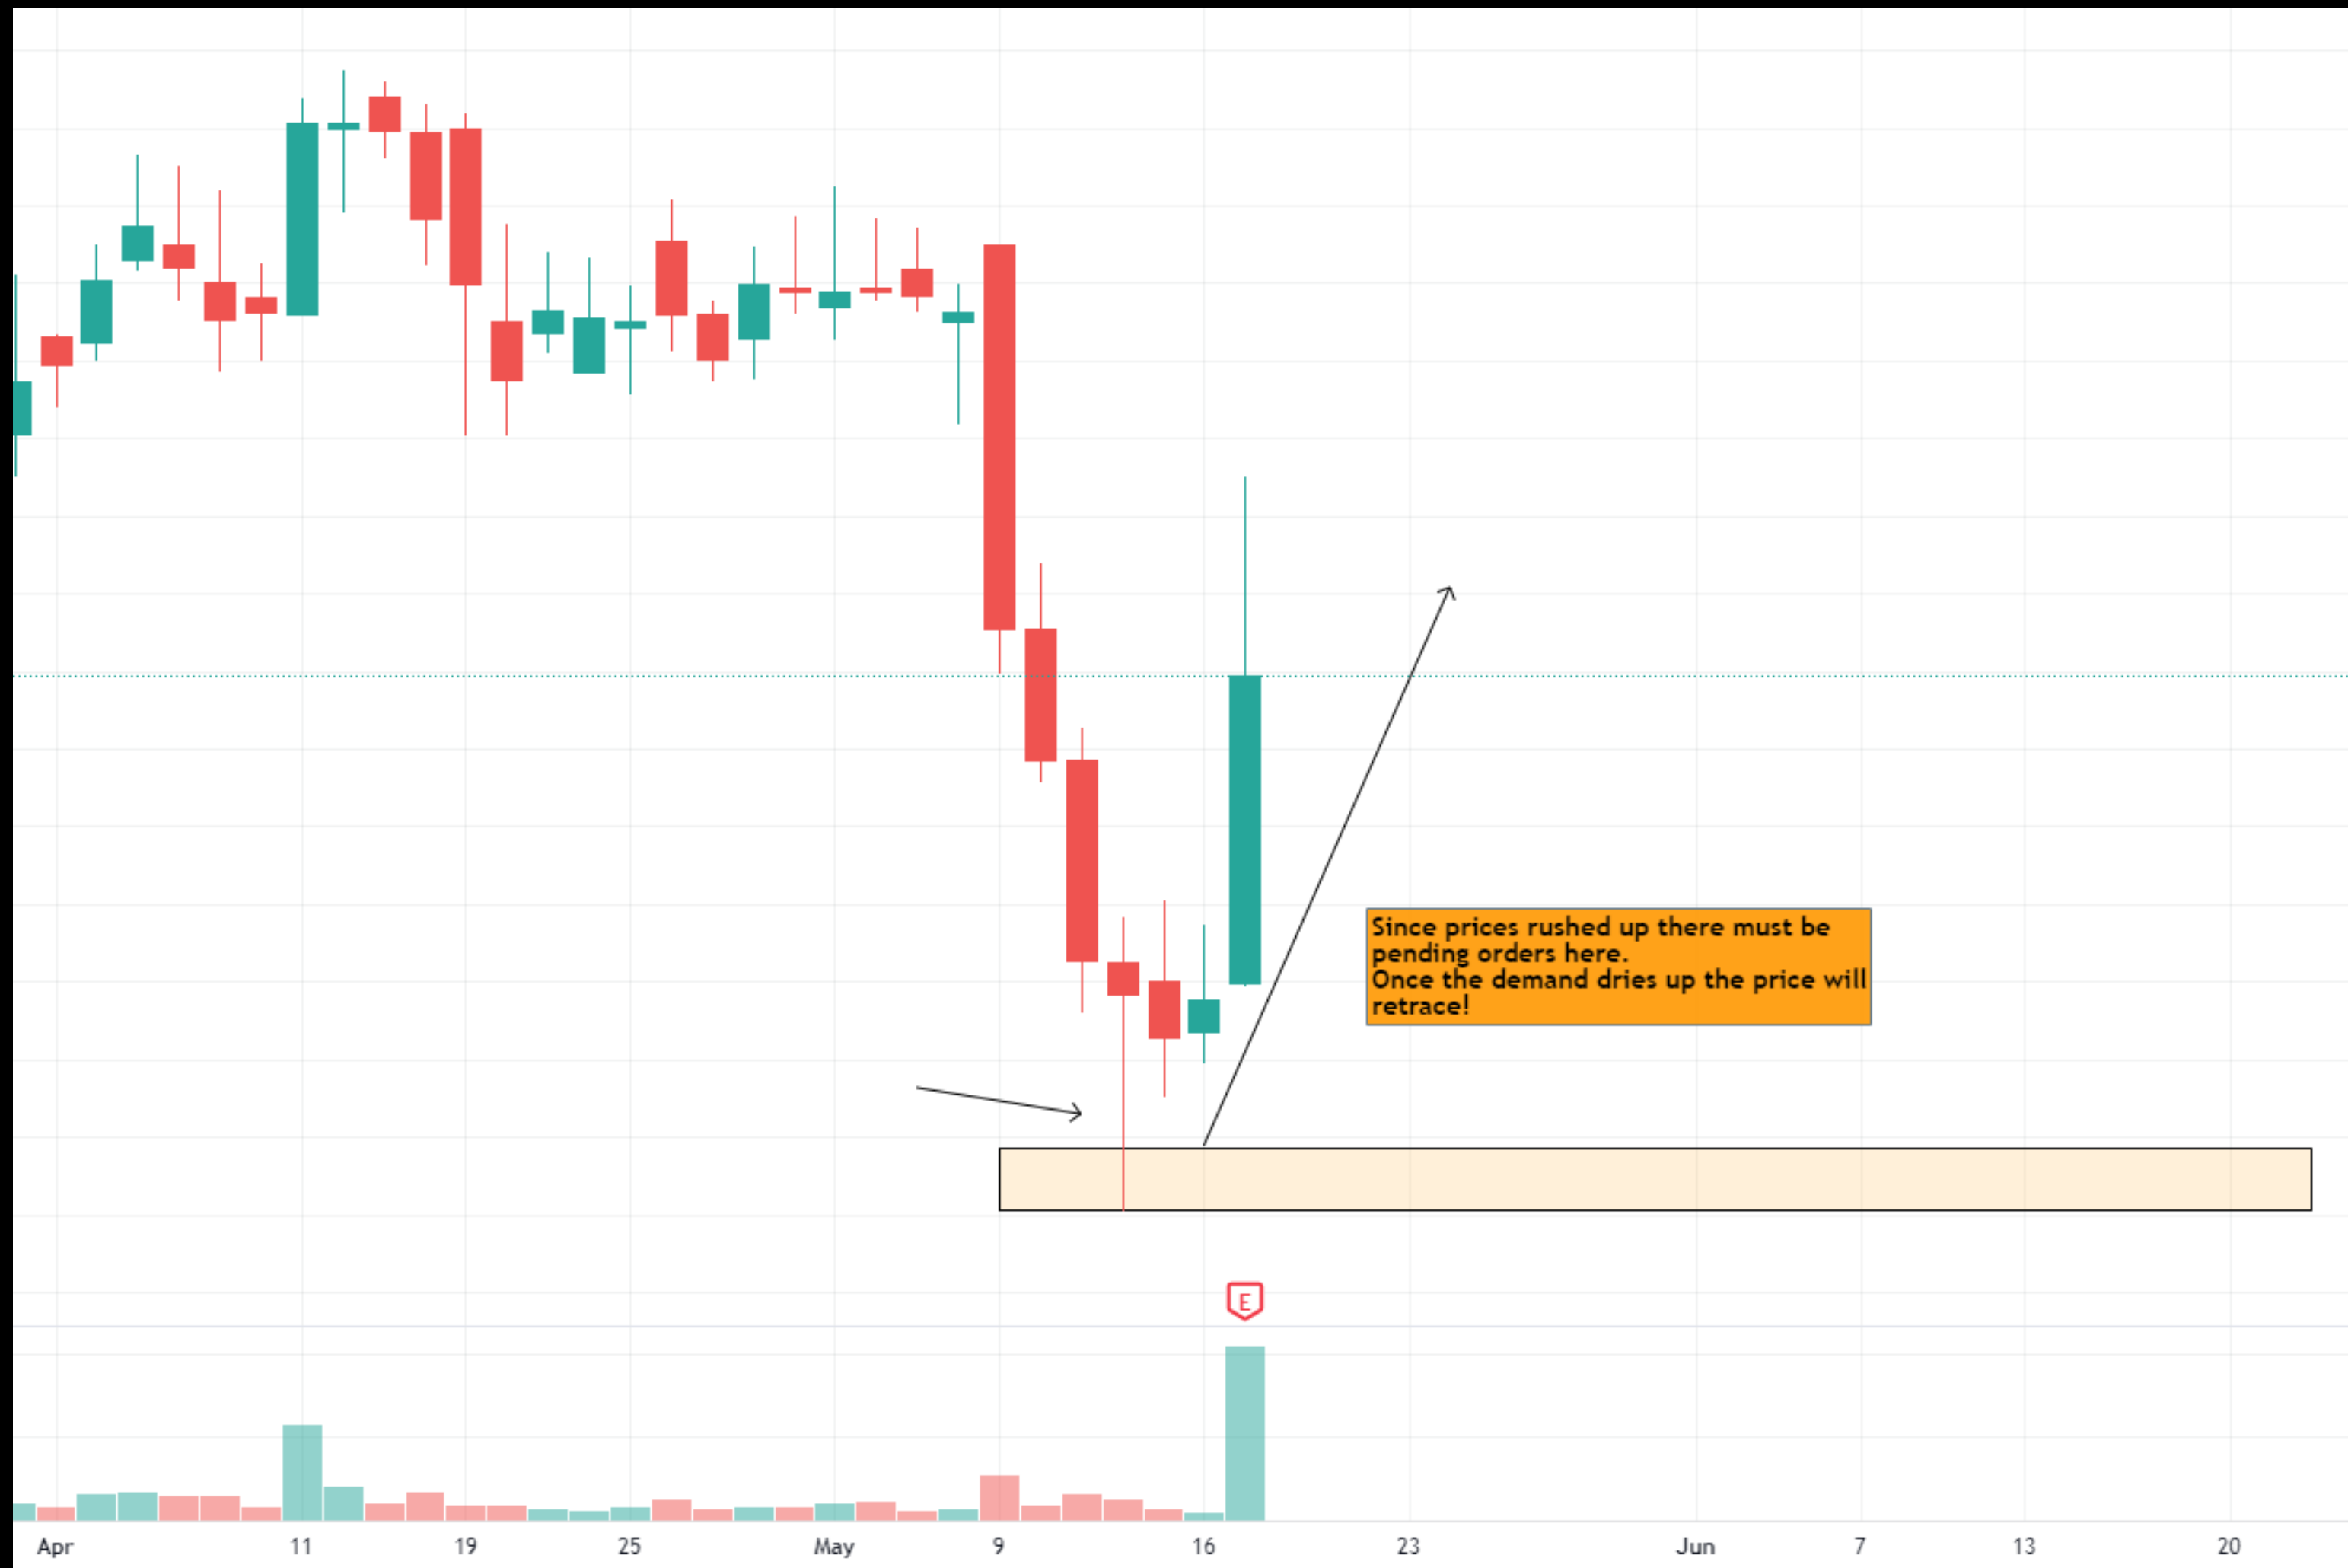 Since prices rushed up there must be
pending orders here.
Once the demand dries up the price will
retrace!
E
Apr 11 19 25 May 9 16 23 Jun 7 13 20